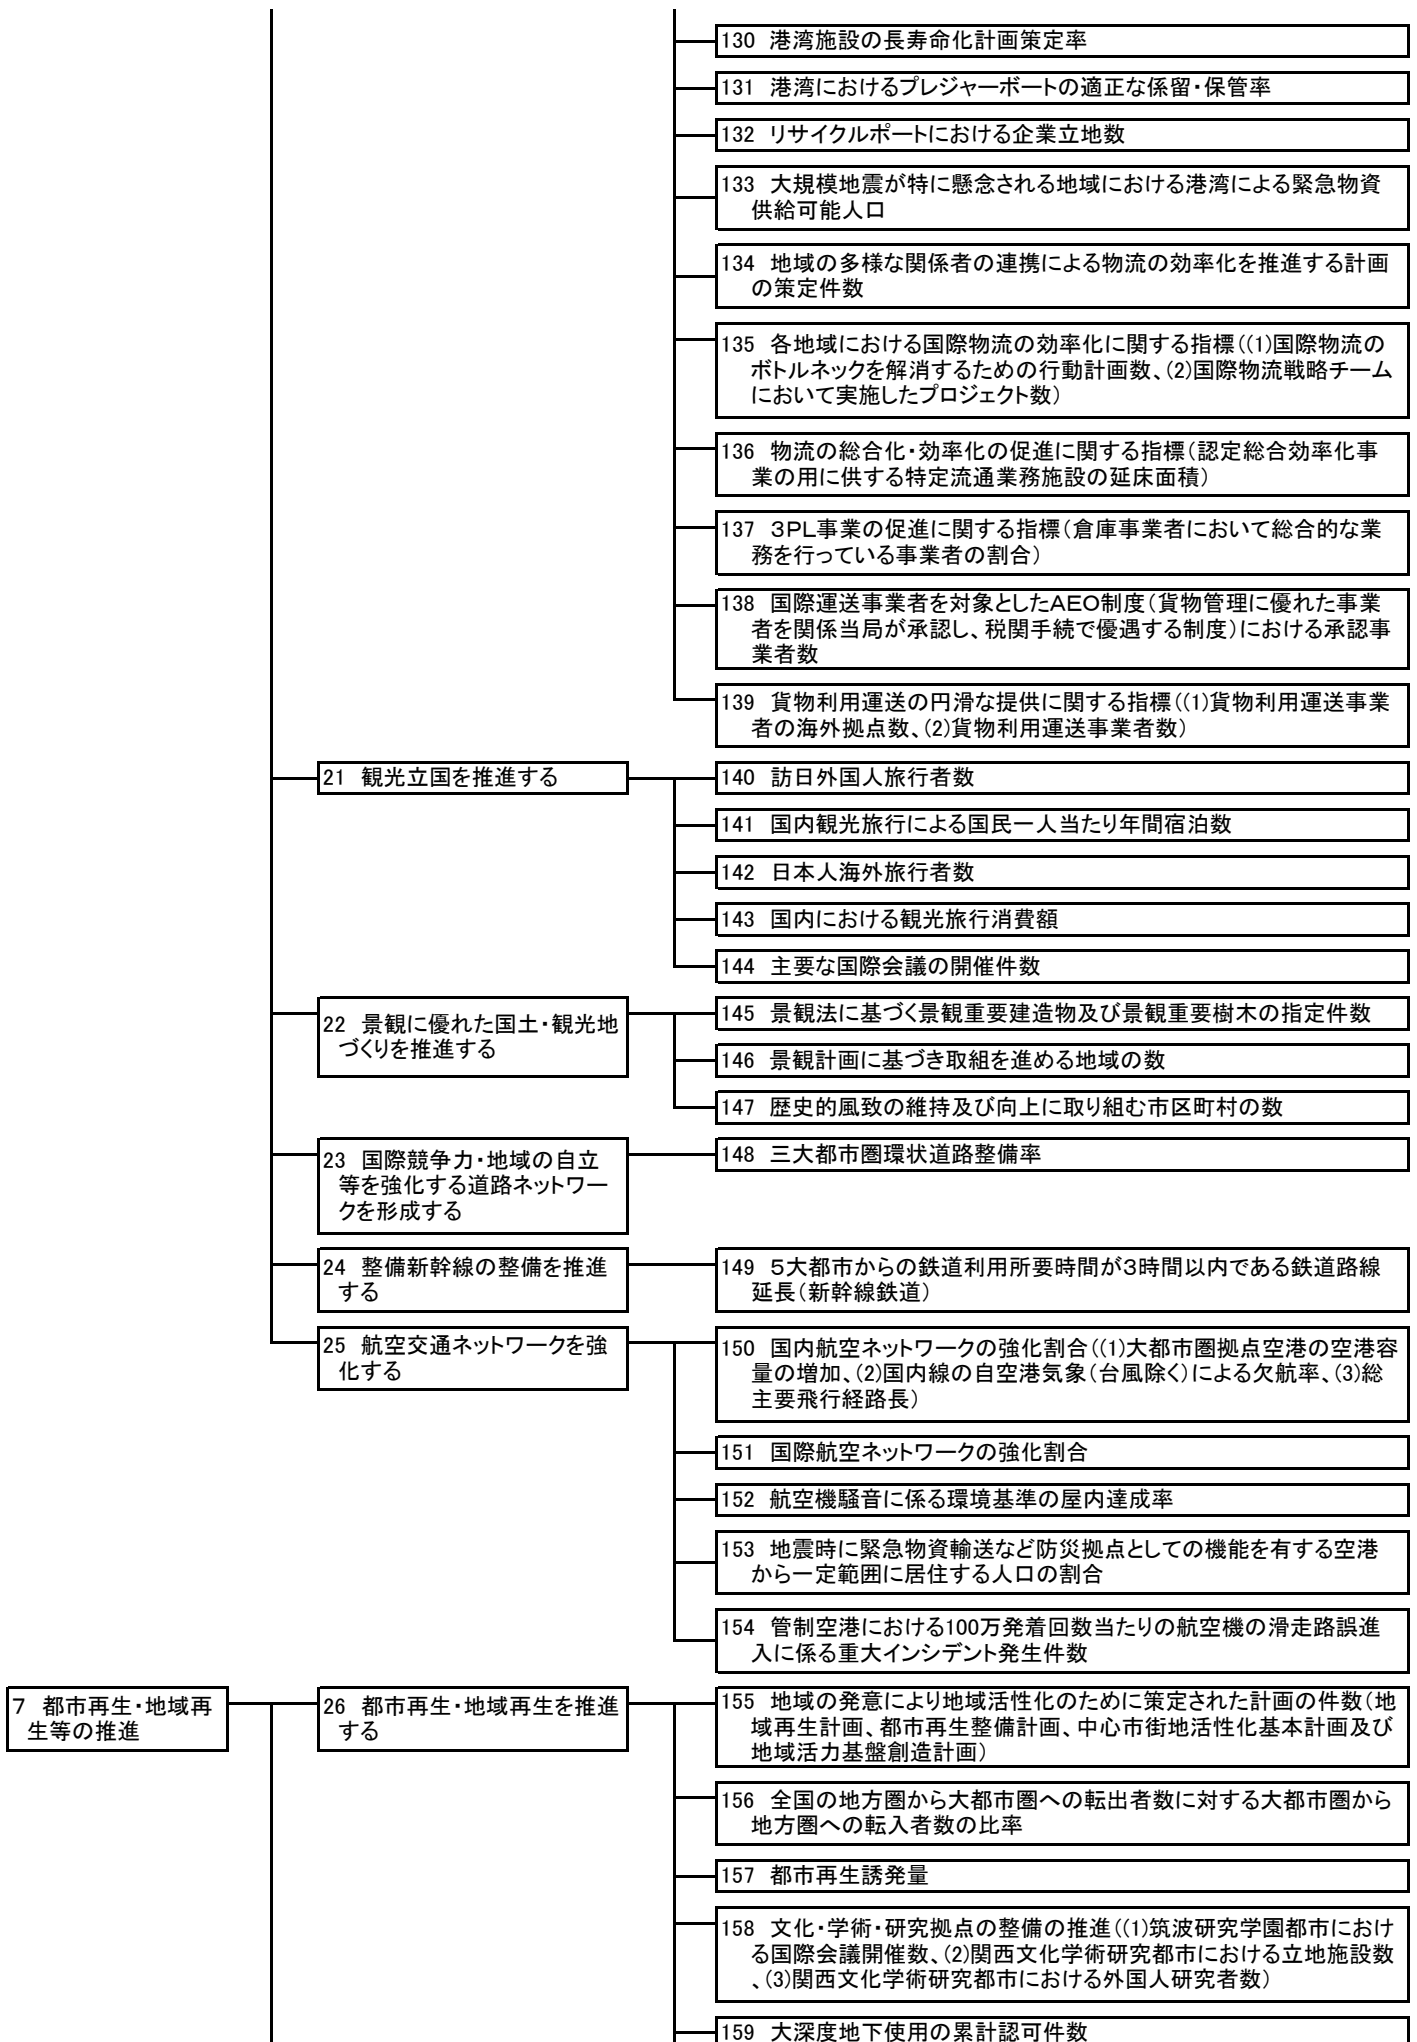 130 港湾施設の長寿命化計画策定率
131 港湾におけるプレジャーボートの適正な係留・保管率
132 リサイクルポートにおける企業立地数
133 大規模地震が特に懸念される地域における港湾による緊急物資
供給可能人口
134 地域の多様な関係者の連携による物流の効率化を推進する計画
の策定件数
135 各地域における国際物流の効率化に関する指標((1)国際物流の
ボトルネックを解消するための行動計画数、(2)国際物流戦略チーム
において実施したプロジェクト数)
136 物流の総合化・効率化の促進に関する指標(認定総合効率化事
業の用に供する特定流通業務施設の延床面積)
137 3PL事業の促進に関する指標(倉庫事業者において総合的な業
務を行っている事業者の割合)
138 国際運送事業者を対象としたAEO制度(貨物管理に優れた事業
者を関係当局が承認し、税関手続で優遇する制度)における承認事
業者数
139 貨物利用運送の円滑な提供に関する指標((1)貨物利用運送事業
者の海外拠点数、(2)貨物利用運送事業者数)
21 観光立国を推進する
140 訪日外国人旅行者数
141 国内観光旅行による国民一人当たり年間宿泊数
142 日本人海外旅行者数
143 国内における観光旅行消費額
144 主要な国際会議の開催件数
22 景観に優れた国土・観光地
づくりを推進する
145 景観法に基づく景観重要建造物及び景観重要樹木の指定件数
146 景観計画に基づき取組を進める地域の数
147 歴史的風致の維持及び向上に取り組む市区町村の数
23 国際競争力・地域の自立
等を強化する道路ネットワー
クを形成する
148 三大都市圏環状道路整備率
24 整備新幹線の整備を推進
する
149 5大都市からの鉄道利用所要時間が3時間以内である鉄道路線
延長(新幹線鉄道)
25 航空交通ネットワークを強
化する
150 国内航空ネットワークの強化割合((1)大都市圏拠点空港の空港容
量の増加、(2)国内線の自空港気象(台風除く)による欠航率、(3)総
主要飛行経路長)
151 国際航空ネットワークの強化割合
152 航空機騒音に係る環境基準の屋内達成率
153 地震時に緊急物資輸送など防災拠点としての機能を有する空港
から一定範囲に居住する人口の割合
154 管制空港における100万発着回数当たりの航空機の滑走路誤進
入に係る重大インシデント発生件数
7 都市再生・地域再
生等の推進
26 都市再生・地域再生を推進
する
155 地域の発意により地域活性化のために策定された計画の件数(地
域再生計画、都市再生整備計画、中心市街地活性化基本計画及び
地域活力基盤創造計画)
156 全国の地方圏から大都市圏への転出者数に対する大都市圏から
地方圏への転入者数の比率
157 都市再生誘発量
158 文化・学術・研究拠点の整備の推進((1)筑波研究学園都市におけ
る国際会議開催数、(2)関西文化学術研究都市における立地施設数
、(3)関西文化学術研究都市における外国人研究者数)
159 大深度地下使用の累計認可件数